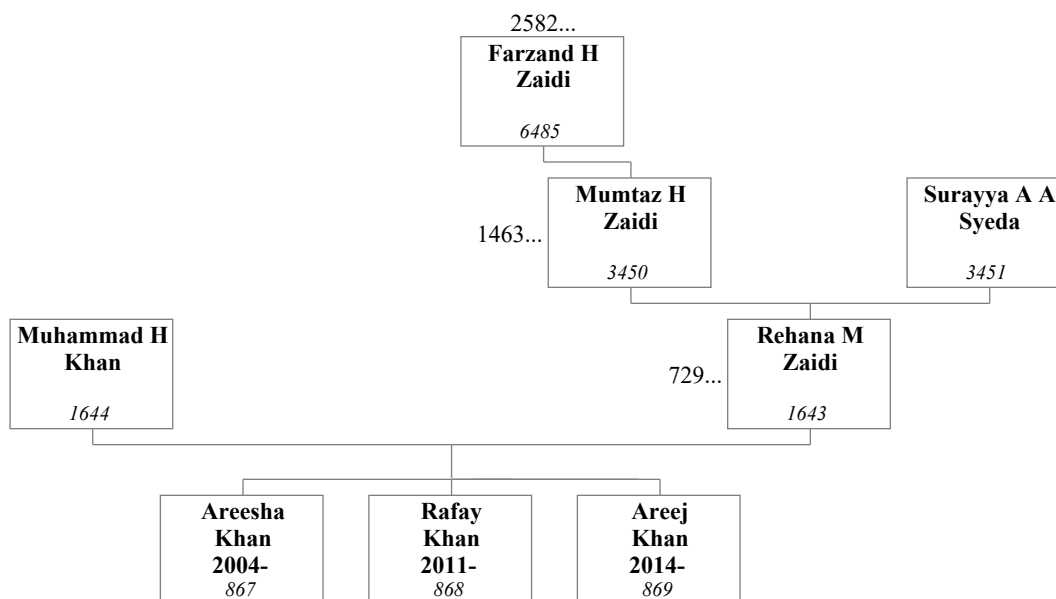 2582...
Farzand H
Zaidi
6485
Mumtaz H
Zaidi
3450
1463...
Surayya A A
Syeda
3451
Muhammad H
Khan
1644
Rehana M
Zaidi
1643
729...
Areesha
Khan
2004-
867
Rafay
Khan
2011-
868
Areej
Khan
2014-
869